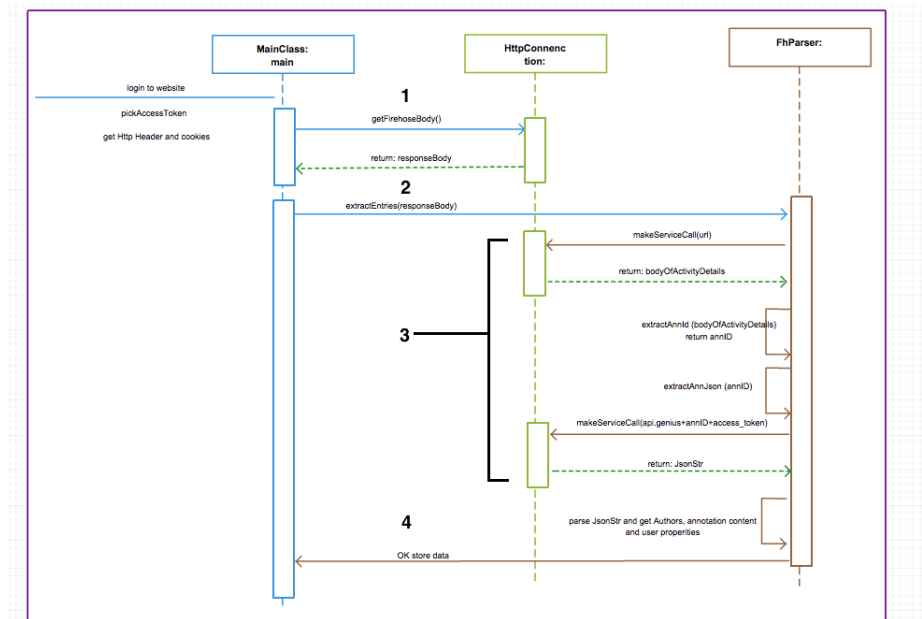 MainClass:
main
HttpConnenc
tion:
FhParser:
login to website
1
pickAccessToken
getFirehoseBody()
get Http Header and cookies
return: responseBody
2
extractEntries(responseBody)
makeServiceCall(url)
return: bodyOfActivityDetails
3
extractAnnId (bodyOfActivityDetails)
return annID
extractAnnJson (annID)
makeServiceCall(api.genius+annID+access_token)
return: JsonStr
4
parse JsonStr and get Authors, annotation content
and user properities
OK store data